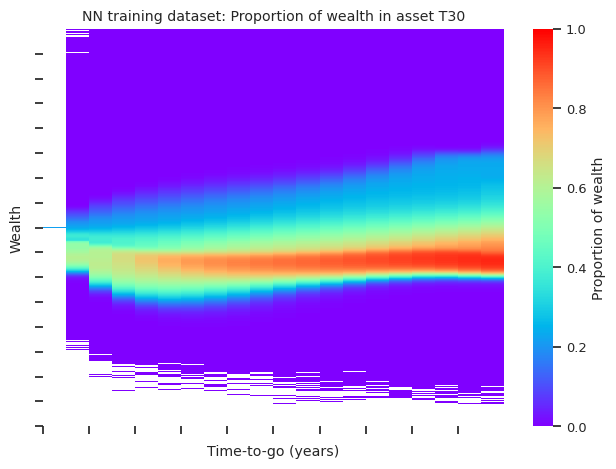 NN training dataset: Proportion of wealth in asset T30
1.0
0.8
0.6
0.4
0.2
0.0
Proportion of wealth
Wealth
Time-to-go (years)